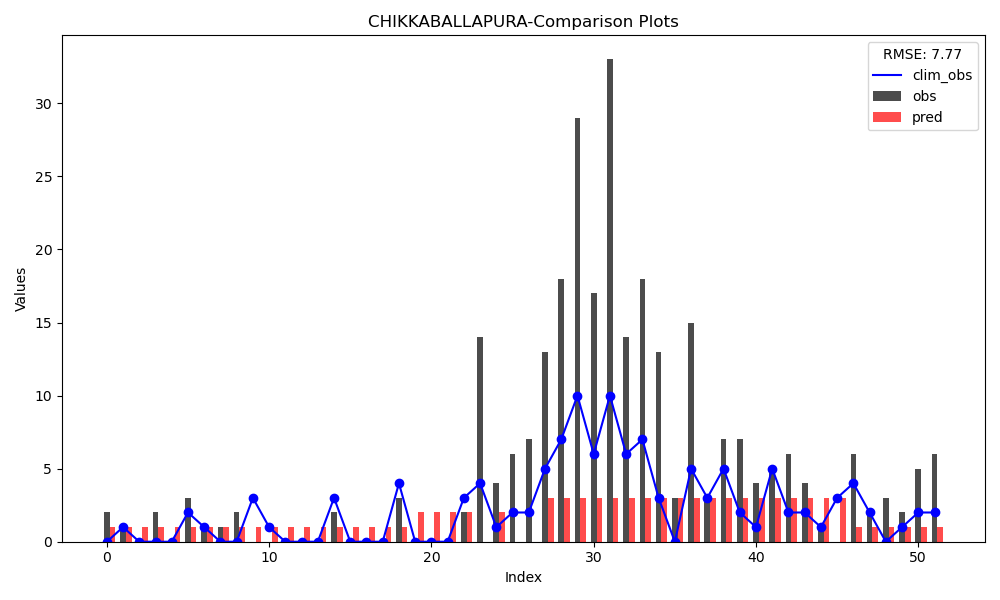 CHIKKABALLAPURA-Comparison Plots
RMSE: 7.77
clim_obs
obs
pred
Values
30
25
20
15
10
5
0
0 10 20 30 40 50
Index